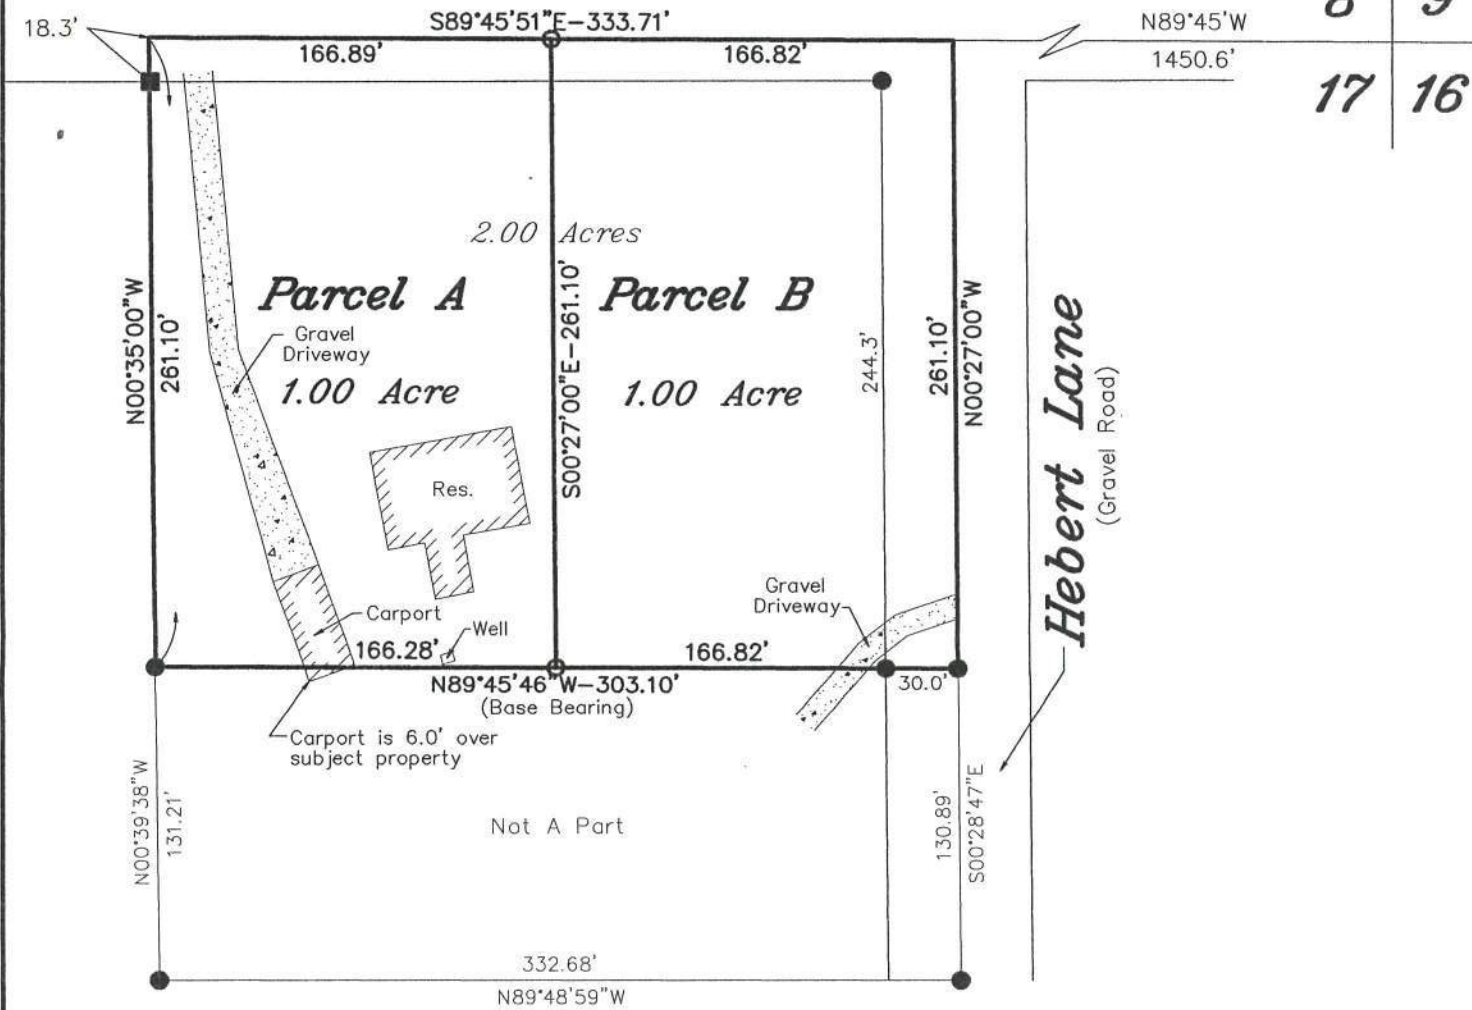 18.3'
S89°45'51"E-333.71'
166.89'
166.82'
N89°45'W
1450.6'
8 9
17 16
2.00 Acres
Parcel A
Parcel B
Gravel
Driveway
1.00 Acre
1.00 Acre
N00°35'00"W
261.10'
S00°27'00"E-261.10'
244.3'
261.10'
N00°27'00"W
Hebert Lane
(Gravel Road)
Res.
Gravel
Driveway
Carport
Well
166.28'
166.82'
N89°45'46"W-303.10'
(Base Bearing)
30.0'
Carport is 6.0' over
subject property
N00°39'38"W
131.21'
Not A Part
130.89'
S00°28'47"E
332.68'
N89°48'59"W